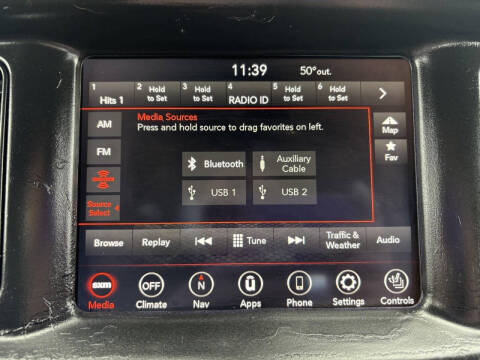 11:39 50°out.
1 2 Hold to Set 3 Hold to Set 4 5 Hold to Set 6 Hold to Set
Hits 1 RADIO ID
AM
Media Sources
Press and hold source to drag favorites on left.
Map
FM
Bluetooth
Auxiliary Cable
Fav
USB 1
USB 2
Source Select
Browse Replay Tune Traffic & Weather Audio
sxm OFF N
Media Climate Nav Apps Phone Settings Controls